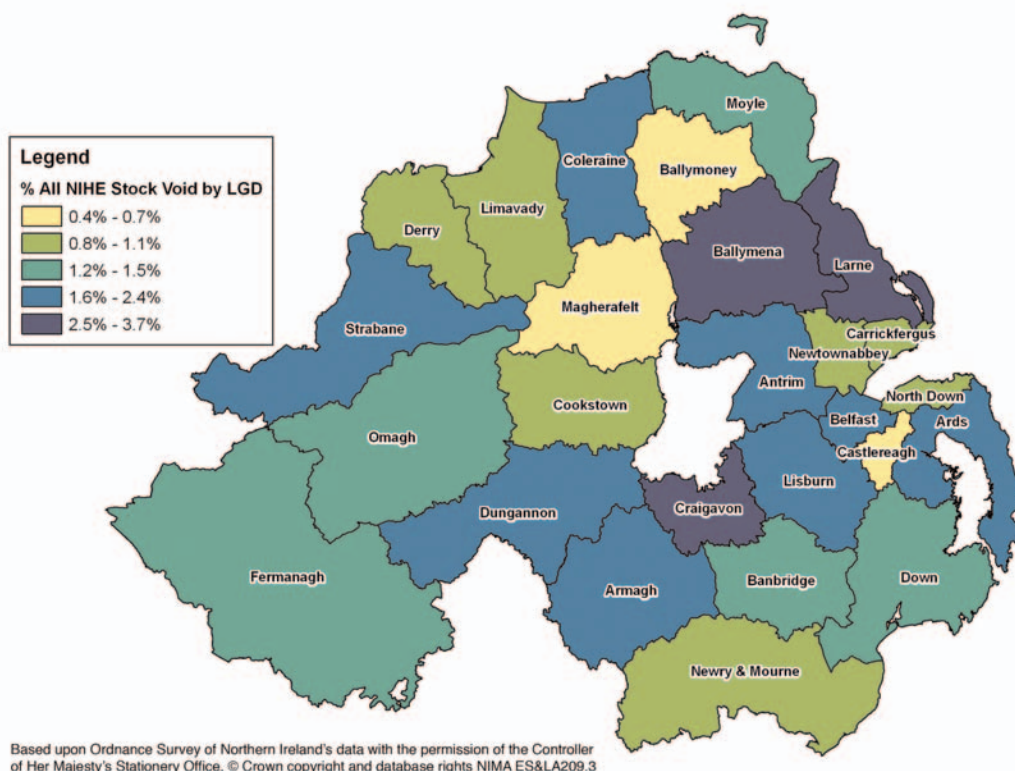 Legend
% All NIHE Stock Void by LGD
0.4% - 0.7%
0.8% - 1.1%
1.2% - 1.5%
1.6% - 2.4%
2.5% - 3.7%
Moyle
Coleraine
Ballymoney
Limavady
Derry
Ballymena
Larne
Magherafelt
Strabane
Carrickfergus
Newtownabbey
Antrim
North Down
Cookstown
Belfast
Ards
Omagh
Castlereagh
Lisburn
Craigavon
Dungannon
Fermanagh
Armagh
Banbridge
Down
Newry & Mourne
Based upon Ordnance Survey of Northern Ireland's data with the permission of the Controller
of Her Majesty's Stationery Office, © Crown copyright and database rights NIMA ES&LA209.3